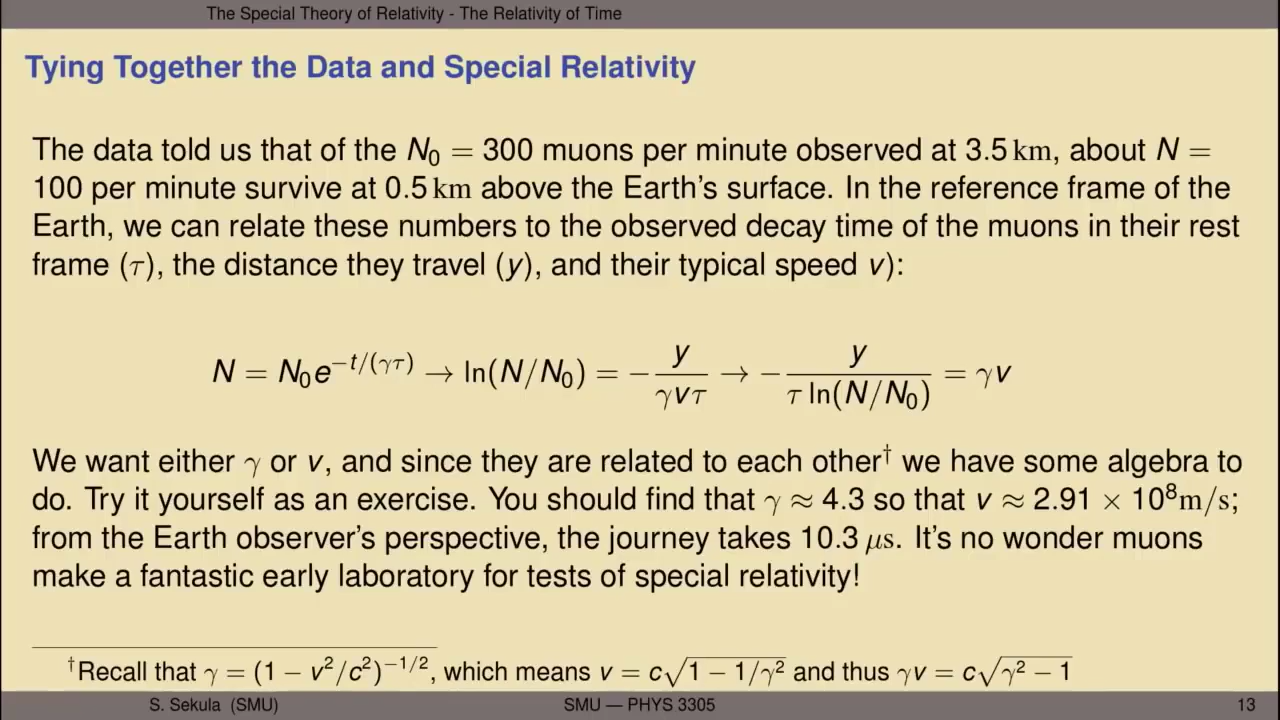 The Special Theory of Relativity - The Relativity of Time
Tying Together the Data and Special Relativity
The data told us that of the N₀ = 300 muons per minute observed at 3.5 km, about N =
100 per minute survive at 0.5 km above the Earth's surface. In the reference frame of the
Earth, we can relate these numbers to the observed decay time of the muons in their rest
frame (τ), the distance they travel (y), and their typical speed v):
N = N₀e^{−t/(γτ)} → ln(N/N₀) = −y/(γvτ) → −y/(τ ln(N/N₀)) = γv
We want either γ or v, and since they are related to each other† we have some algebra to
do. Try it yourself as an exercise. You should find that γ ≈ 4.3 so that v ≈ 2.91 × 10⁸m/s;
from the Earth observer's perspective, the journey takes 10.3 μs. It's no wonder muons
make a fantastic early laboratory for tests of special relativity!
†Recall that γ = (1 − v²/c²)^{−1/2}, which means v = c√(1 − 1/γ²) and thus γv = c√(γ² − 1)
S. Sekula (SMU) SMU — PHYS 3305 13